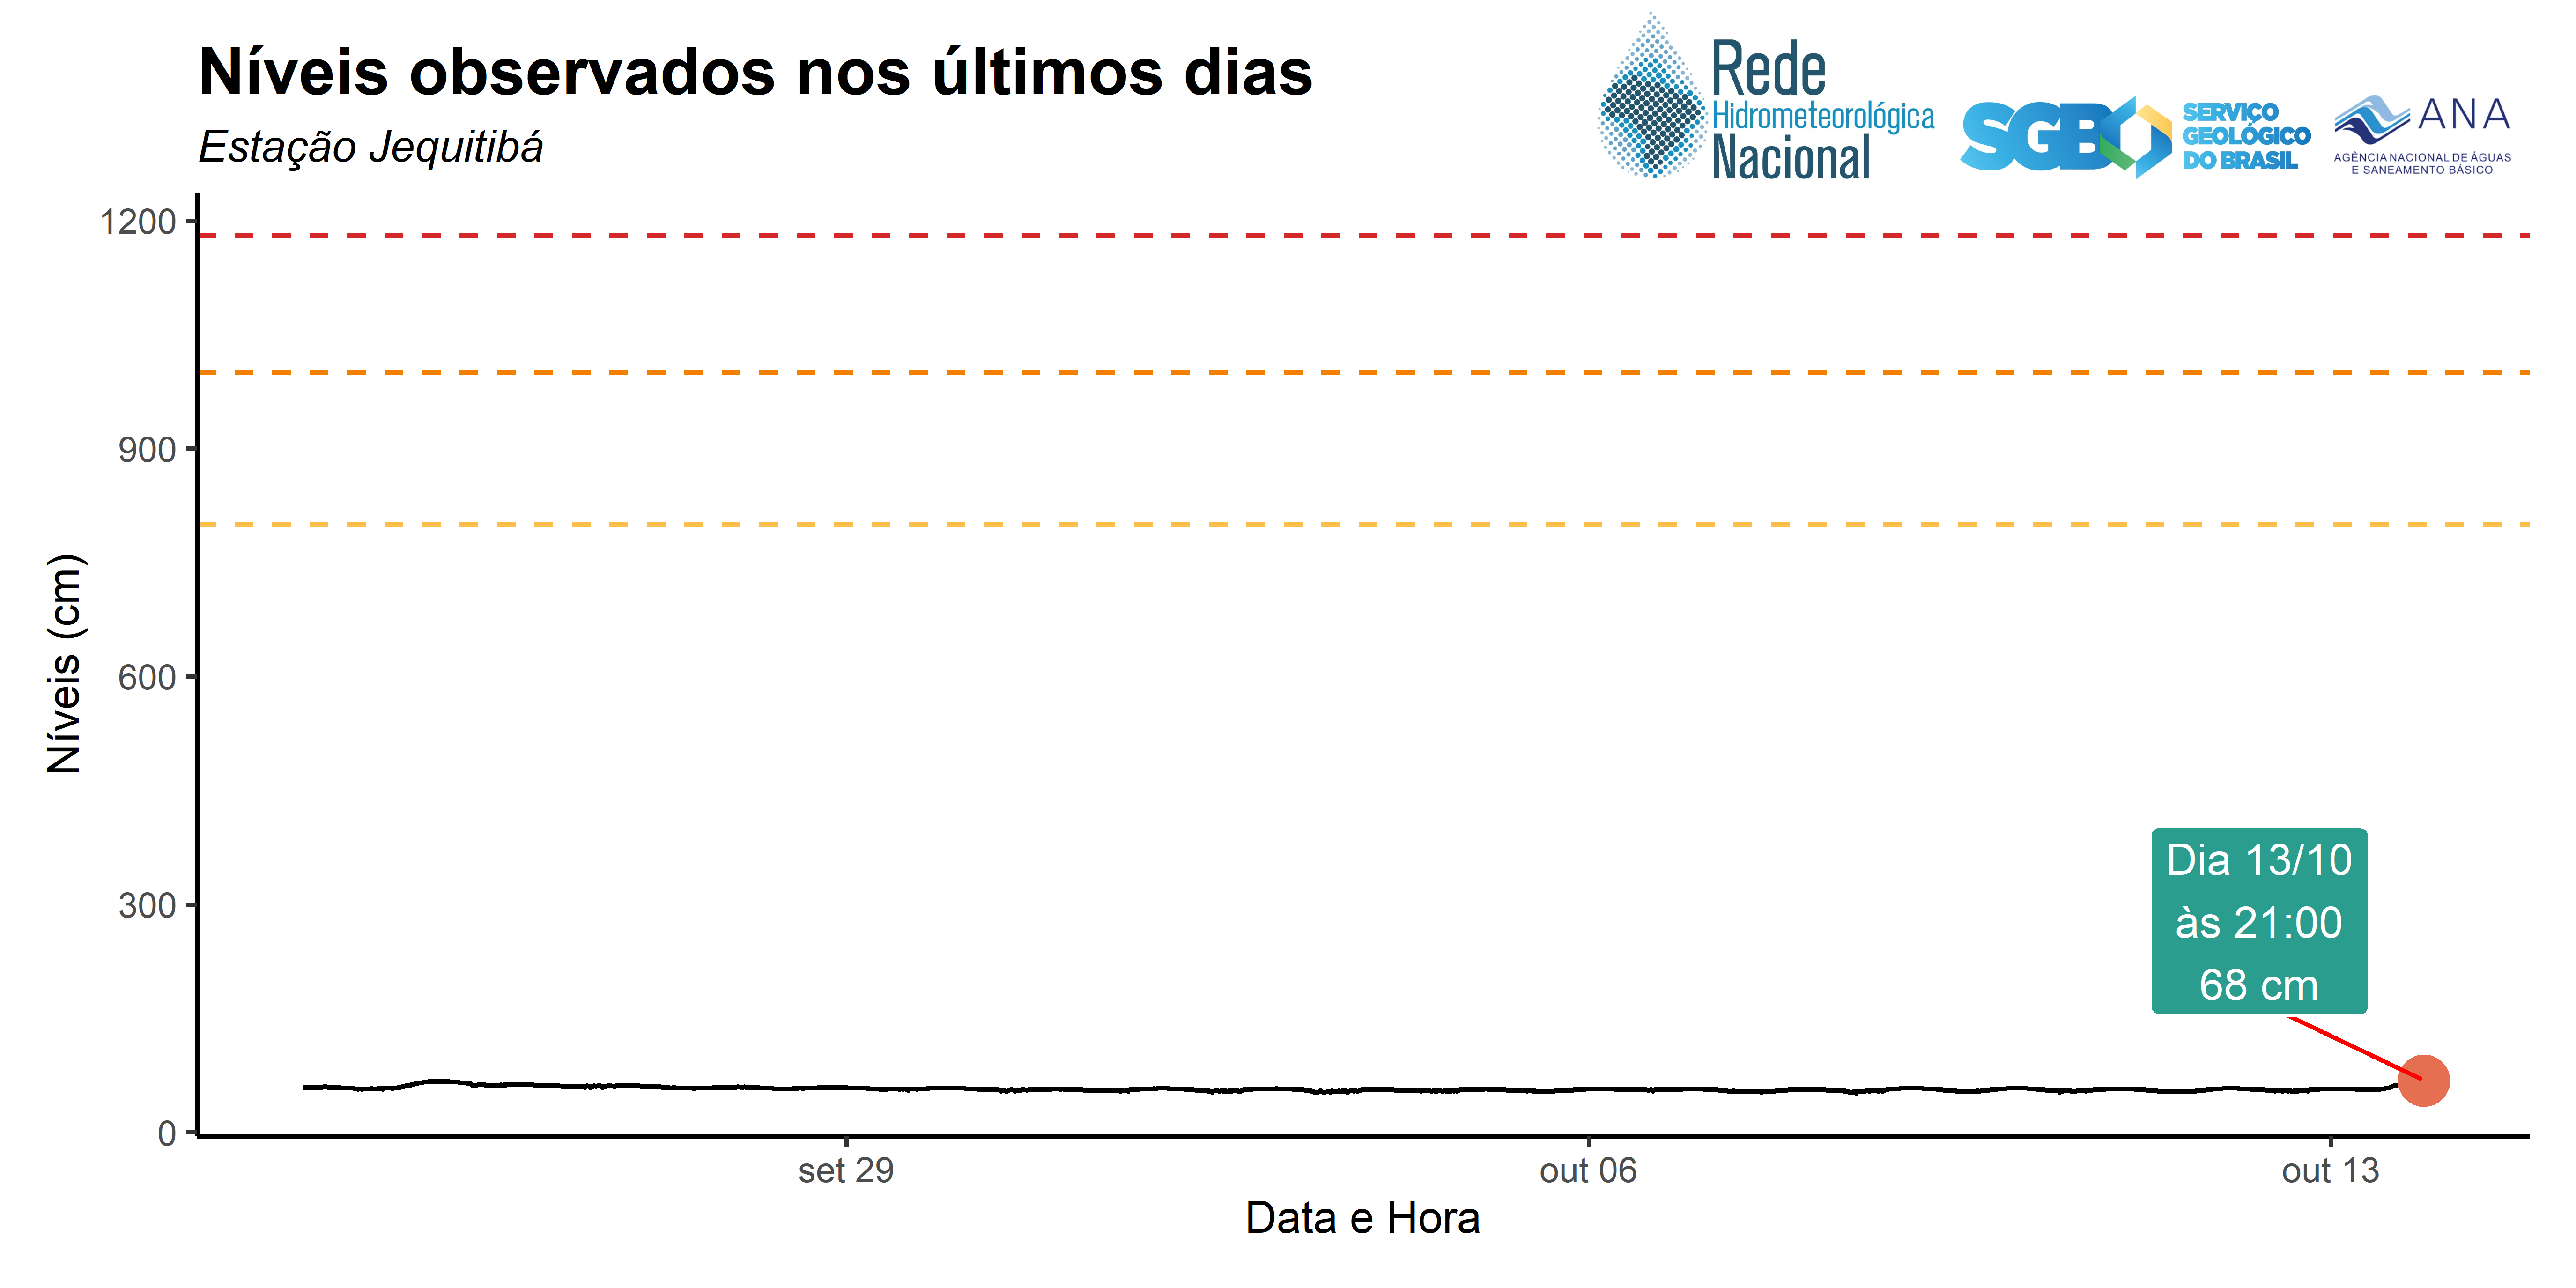 Níveis observados nos últimos dias
Estação Jequitibá
Rede
Hidrometeorológica
Nacional
SGB
SERVIÇO
GEOLÓGICO
DO BRASIL
ANA
AGÊNCIA NACIONAL DE ÁGUAS
E SANEAMENTO BÁSICO
1200
900
600
300
0
Níveis (cm)
Dia 13/10
às 21:00
68 cm
set 29
out 06
out 13
Data e Hora